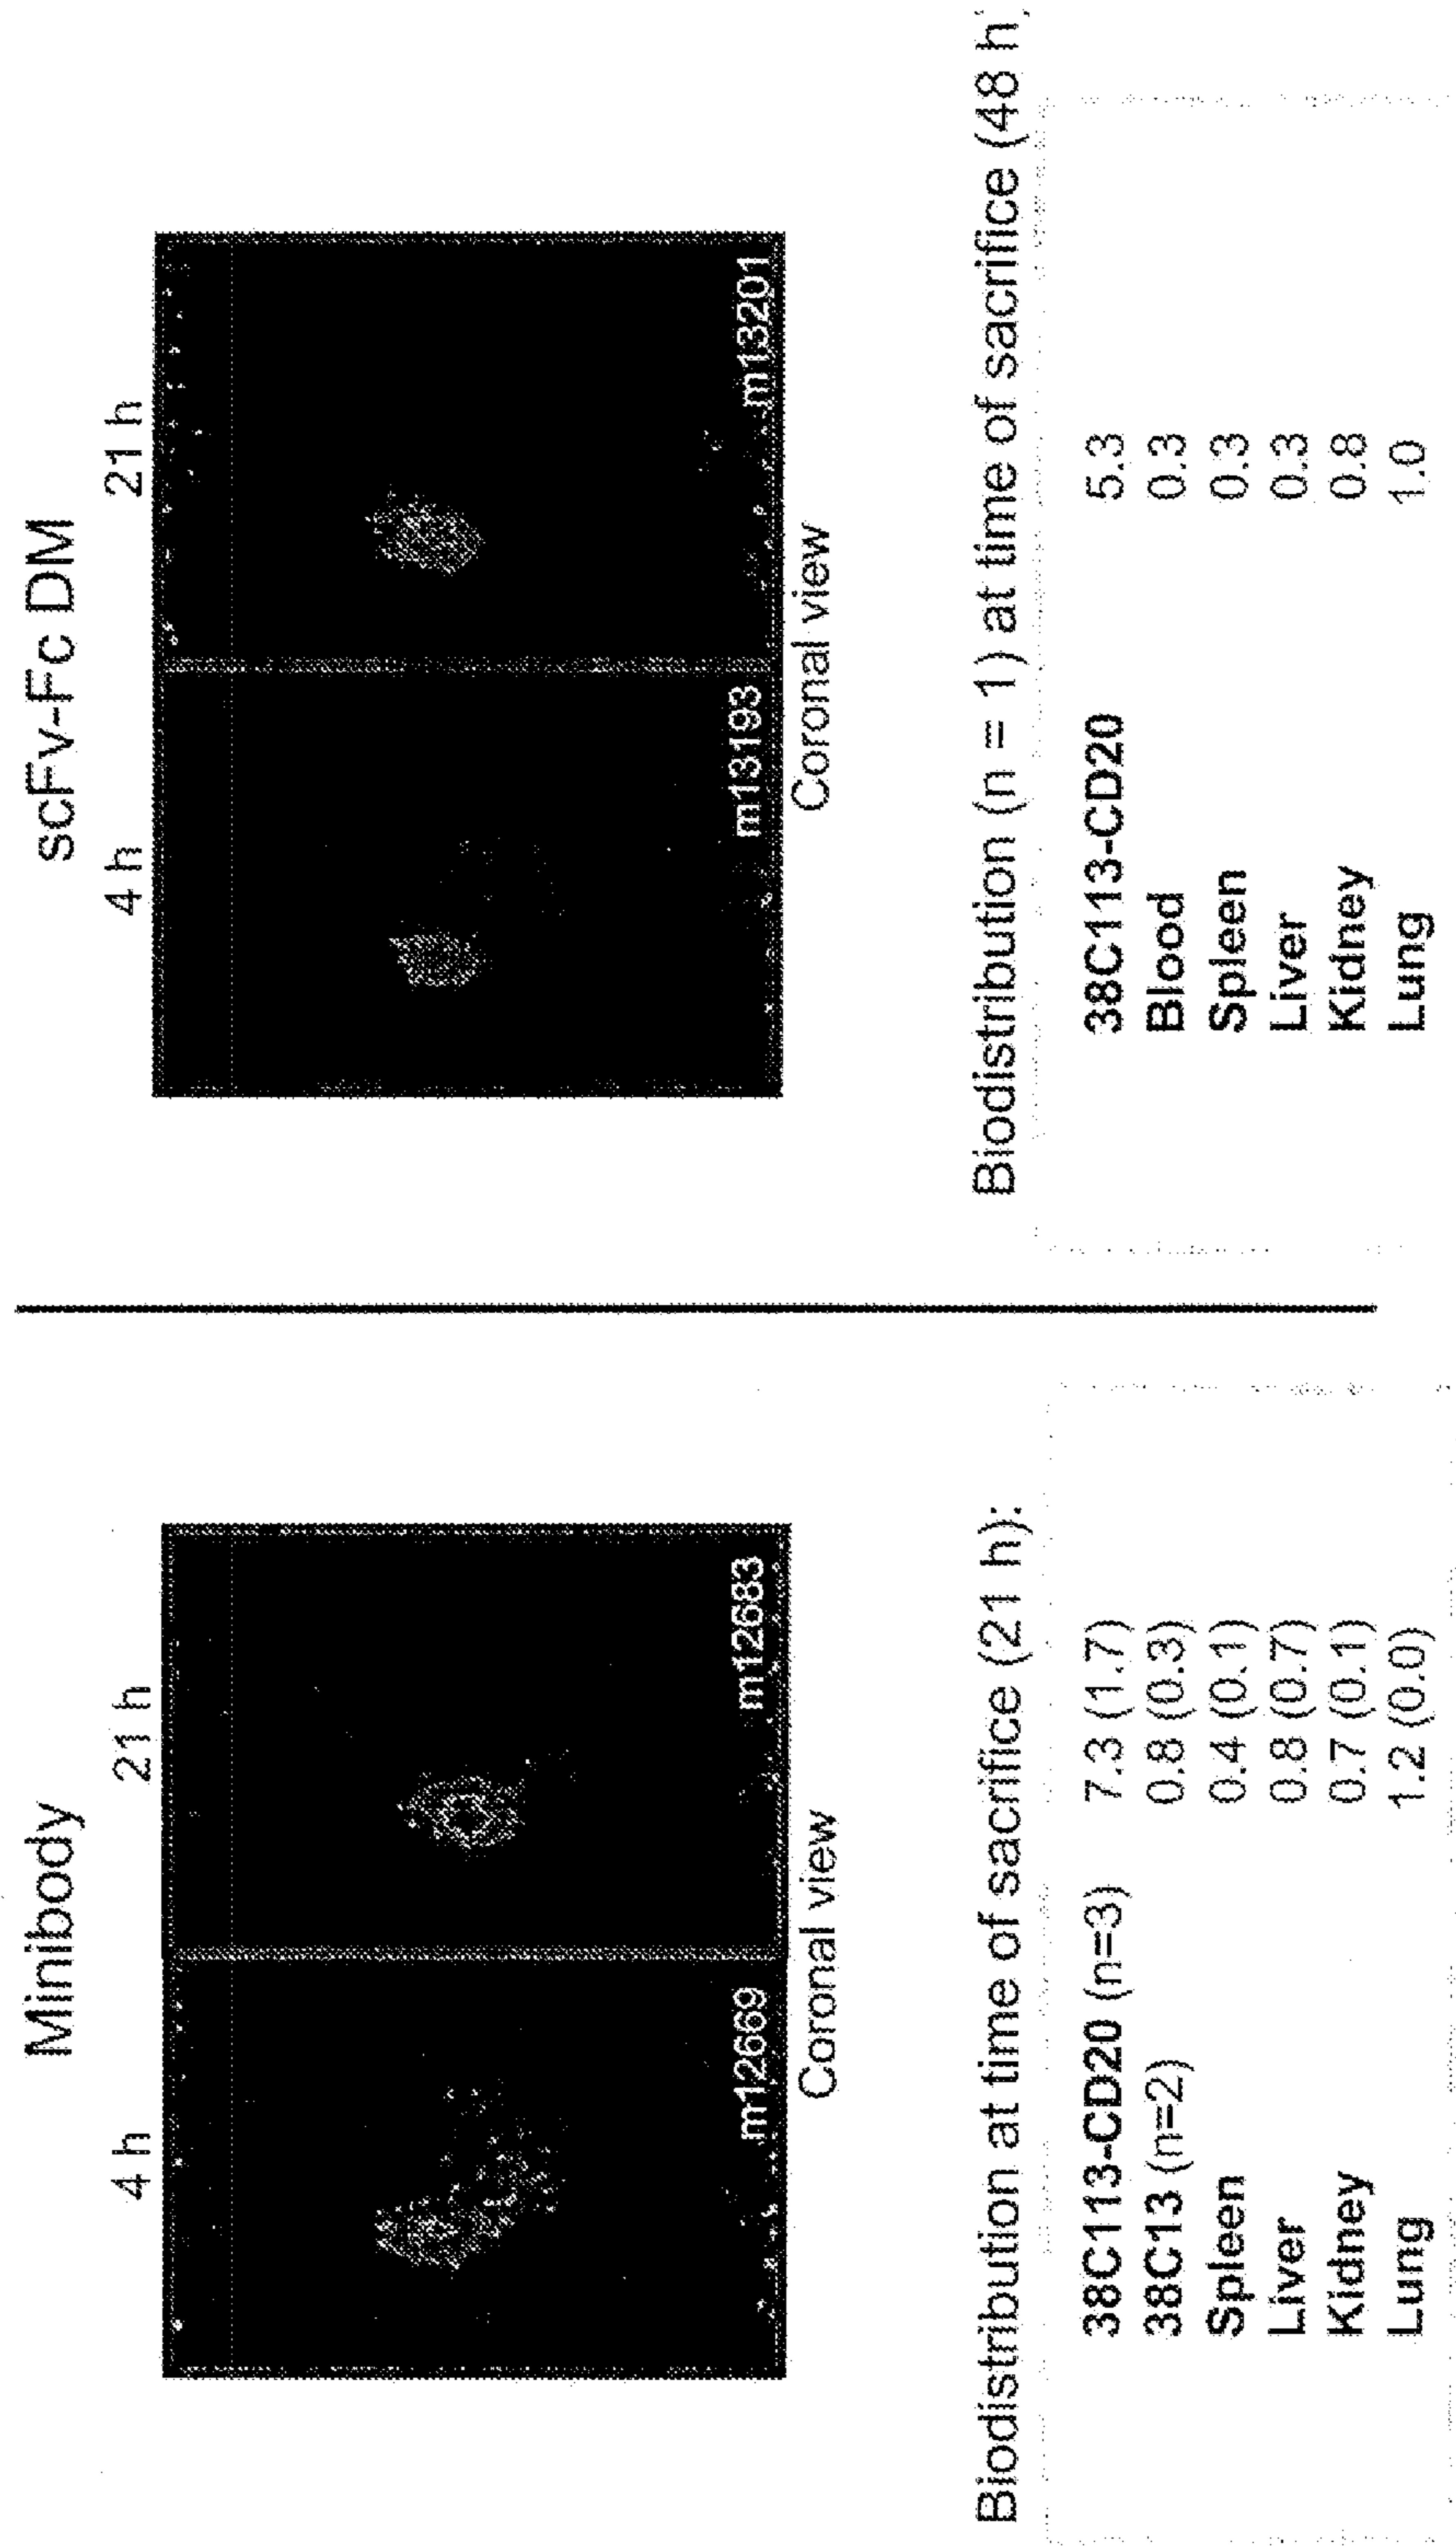 Minibody
4 h 21 h
m12669 m12683
Coronal view
Biodistribution at time of sacrifice (21 h):
38C113-CD20 (n=3) 7.3 (1.7)
38C13 (n=2) 0.8 (0.3)
Spleen 0.4 (0.1)
Liver 0.8 (0.7)
Kidney 0.7 (0.1)
Lung 1.2 (0.0)
scFv-Fc DM
4 h 21 h
m13193 m13201
Coronal view
Biodistribution (n = 1) at time of sacrifice (48 h)
38C113-CD20 5.3
Blood 0.3
Spleen 0.3
Liver 0.3
Kidney 0.8
Lung 1.0